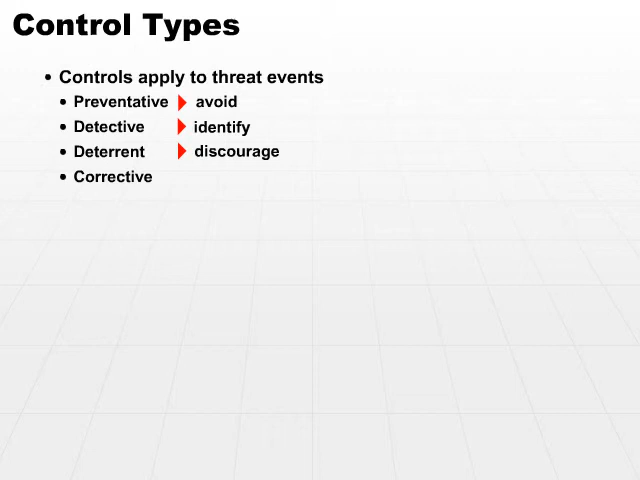 Control Types
• Controls apply to threat events
• Preventative avoid
• Detective identify
• Deterrent discourage
• Corrective